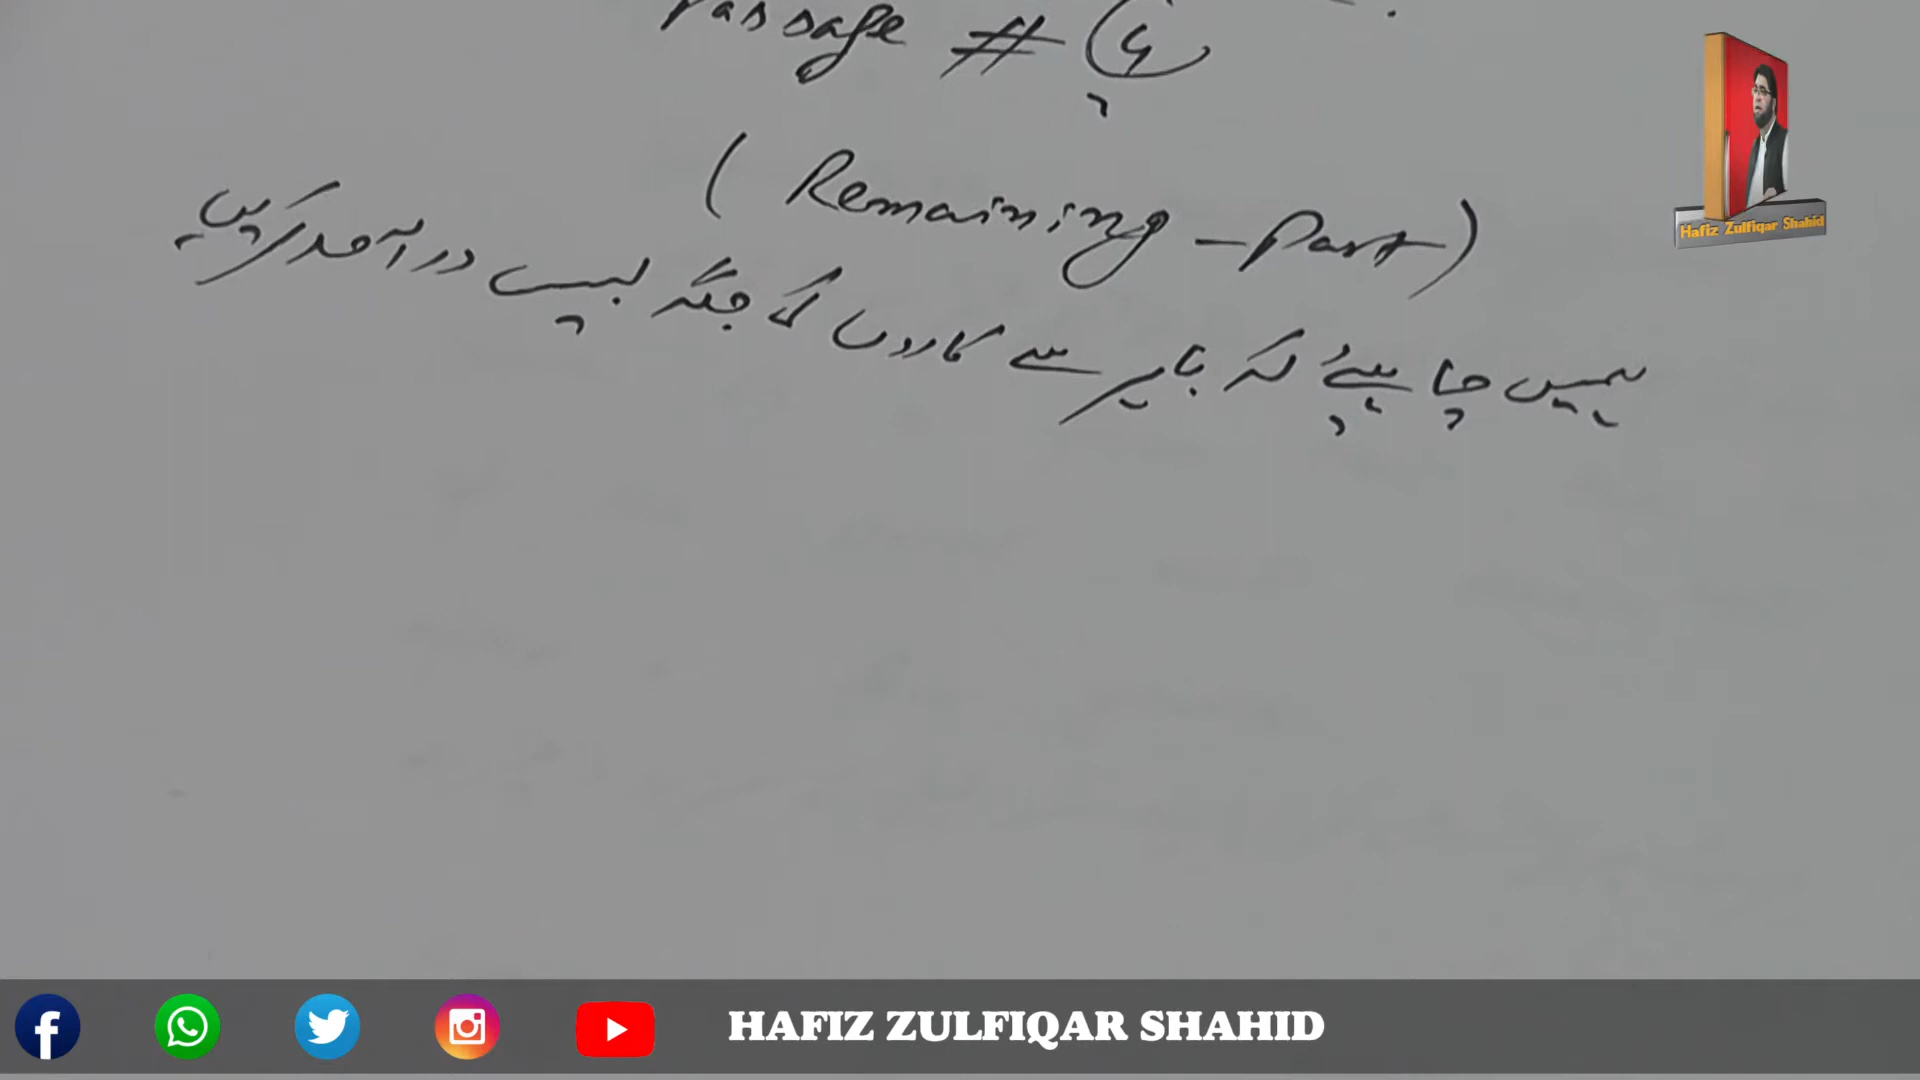 Passage # 4
(Remaining-Part)
ہمیں چاہیئے کہ باہر سے کاروں کی جگہ بسیں درآمد کریں
Hafiz Zulfiqar Shahid
HAFIZ ZULFIQAR SHAHID